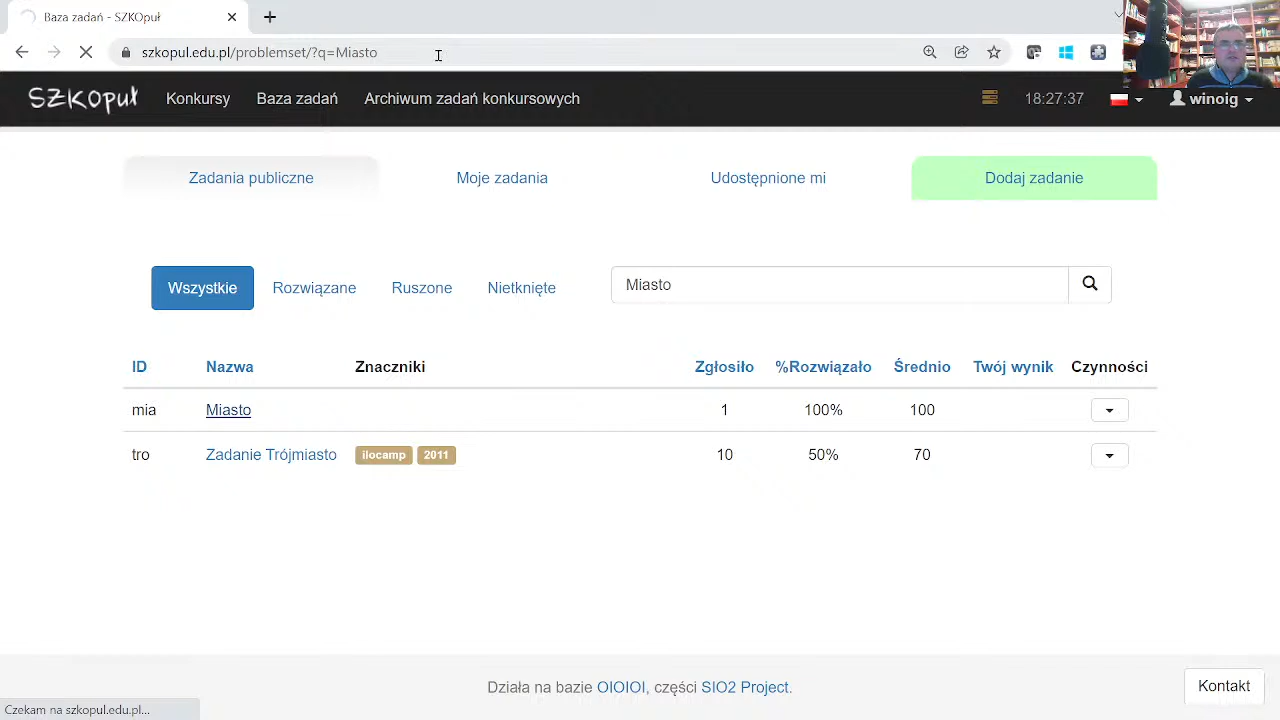 Baza zadań - SZKOpuł
szkopul.edu.pl/problemset/?q=Miasto
SZKOpuł Konkursy Baza zadań Archiwum zadań konkursowych 18:27:37 winoig
Zadania publiczne Moje zadania Udostępnione mi Dodaj zadanie
Wszystkie Rozwiązane Ruszone Nietknięte Miasto
ID Nazwa Znaczniki Zgłosiło %Rozwiązało Średnio Twój wynik Czynności
mia Miasto 1 100% 100
tro Zadanie Trójmiasto ilocamp 2011 10 50% 70
Działa na bazie OIOIOI, części SIO2 Project.
Kontakt
Czekam na szkopul.edu.pl...